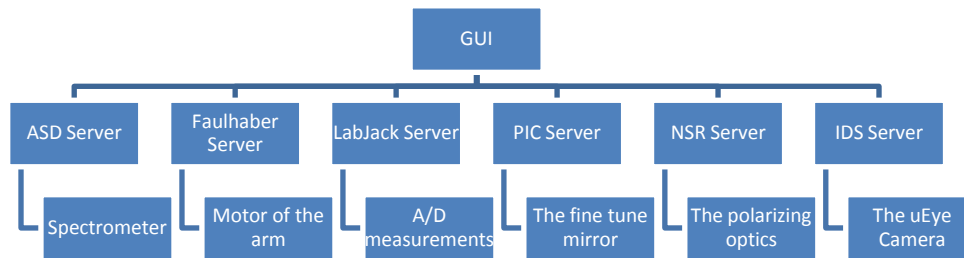 GUI
ASD Server
Faulhaber
Server
LabJack Server
PIC Server
NSR Server
IDS Server
Spectrometer
Motor of the
arm
A/D
measurements
The fine tune
mirror
The polarizing
optics
The uEye
Camera